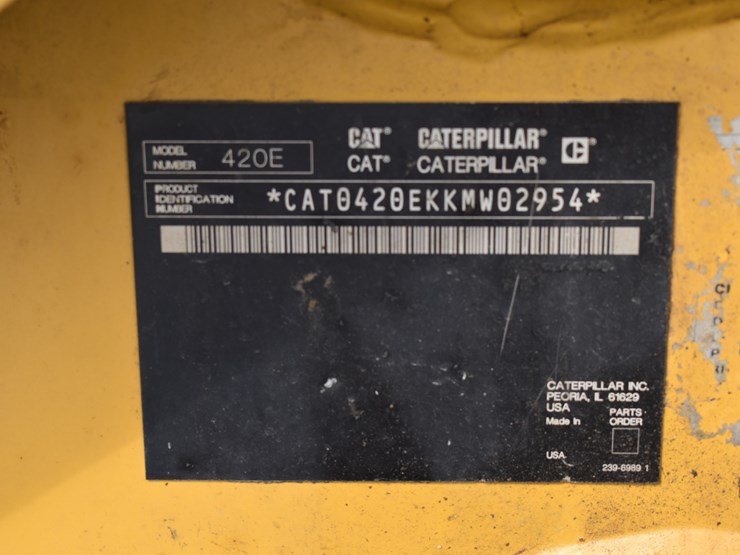 CAT® CATERPILLAR®
MODEL
NUMBER
420E
CAT® CATERPILLAR®
PRODUCT
IDENTIFICATION
NUMBER
*CAT0420EKKMW02954*
CATERPILLAR INC.
PEORIA, IL 61629
USA
PARTS
ORDER
Made in
USA
239-6989 1